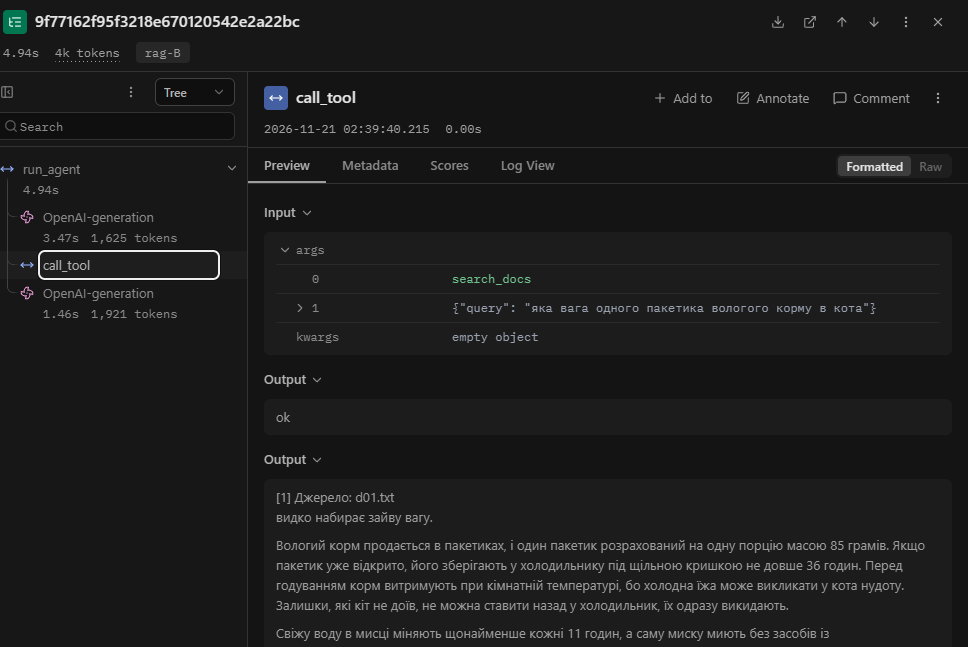 9f77162f95f3218e670120542e2a22bc
4.94s 4k tokens rag-B
Tree
Search
run_agent
4.94s
OpenAI-generation
3.47s 1,625 tokens
call_tool
OpenAI-generation
1.46s 1,921 tokens
call_tool
Add to Annotate Comment
2026-11-21 02:39:40.215 0.00s
Preview Metadata Scores Log View Formatted Raw
Input
args
0 search_docs
1 {"query": "яка вага одного пакетика вологого корму в кота"}
kwargs empty object
Output
ok
Output
[1] Джерело: d01.txt
видко набирає зайву вагу.
Вологий корм продається в пакетиках, і один пакетик розрахований на одну порцію масою 85 грамів. Якщо
пакетик уже відкрито, його зберігають у холодильнику під щільною кришкою не довше 36 годин. Перед
годуванням корм витримують при кімнатній температурі, бо холодна їжа може викликати у кота нудоту.
Залишки, які кіт не доїв, не можна ставити назад у холодильник, їх одразу викидають.
Свіжу воду в мисці міняють щонайменше кожні 11 годин, а саму миску миють без засобів із